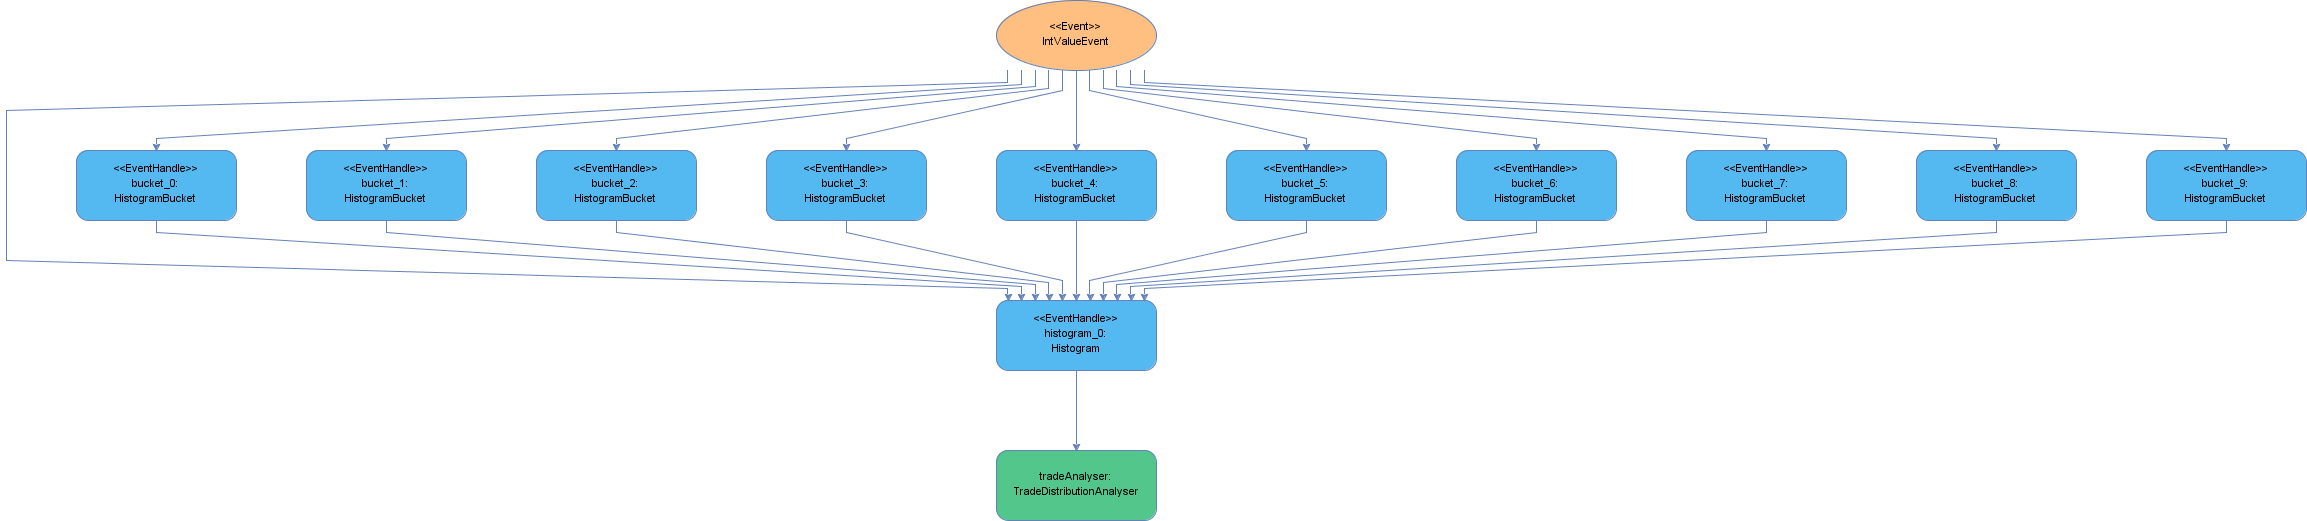 <<Event>>
IntValueEvent
<<EventHandle>>
bucket_0:
HistogramBucket
<<EventHandle>>
bucket_1:
HistogramBucket
<<EventHandle>>
bucket_2:
HistogramBucket
<<EventHandle>>
bucket_3:
HistogramBucket
<<EventHandle>>
bucket_4:
HistogramBucket
<<EventHandle>>
bucket_5:
HistogramBucket
<<EventHandle>>
bucket_6:
HistogramBucket
<<EventHandle>>
bucket_7:
HistogramBucket
<<EventHandle>>
bucket_8:
HistogramBucket
<<EventHandle>>
bucket_9:
HistogramBucket
<<EventHandle>>
histogram_0:
Histogram
tradeAnalyser:
TradeDistributionAnalyser